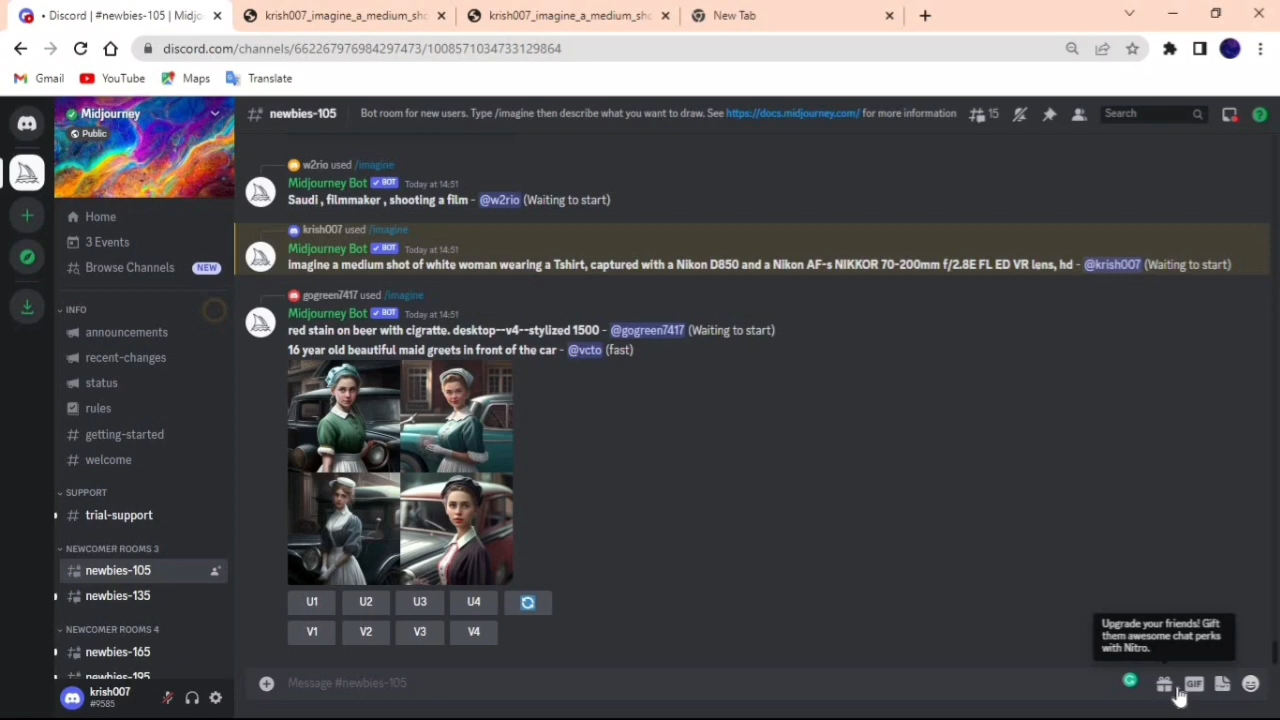 Discord | #newbies-105 | Midjo
krish007_imagine_a_medium_sho
krish007_imagine_a_medium_sho
New Tab
discord.com/channels/662267976984297473/1008571034733129864
Gmail
YouTube
Maps
Translate
Midjourney
Public
newbies-105
Bot room for new users. Type /imagine then describe what you want to draw. See https://docs.midjourney.com/ for more information
15
Search
Home
3 Events
Browse Channels
NEW
INFO
announcements
recent-changes
status
rules
getting-started
welcome
SUPPORT
trial-support
NEWCOMER ROOMS 3
newbies-105
newbies-135
NEWCOMER ROOMS 4
newbies-165
newbies-195
krish007
#9585
w2rio used /imagine
Midjourney Bot BOT Today at 14:51
Saudi , filmmaker , shooting a film - @w2rio (Waiting to start)
krish007 used /imagine
Midjourney Bot BOT Today at 14:51
imagine a medium shot of white woman wearing a Tshirt, captured with a Nikon D850 and a Nikon AF-s NIKKOR 70-200mm f/2.8E FL ED VR lens, hd - @krish007 (Waiting to start)
gogreen7417 used /imagine
Midjourney Bot BOT Today at 14:51
red stain on beer with cigratte. desktop--v4--stylized 1500 - @gogreen7417 (Waiting to start)
16 year old beautiful maid greets in front of the car - @vcto (fast)
U1 U2 U3 U4
V1 V2 V3 V4
Upgrade your friends! Gift
them awesome chat perks
with Nitro.
Message #newbies-105
GIF